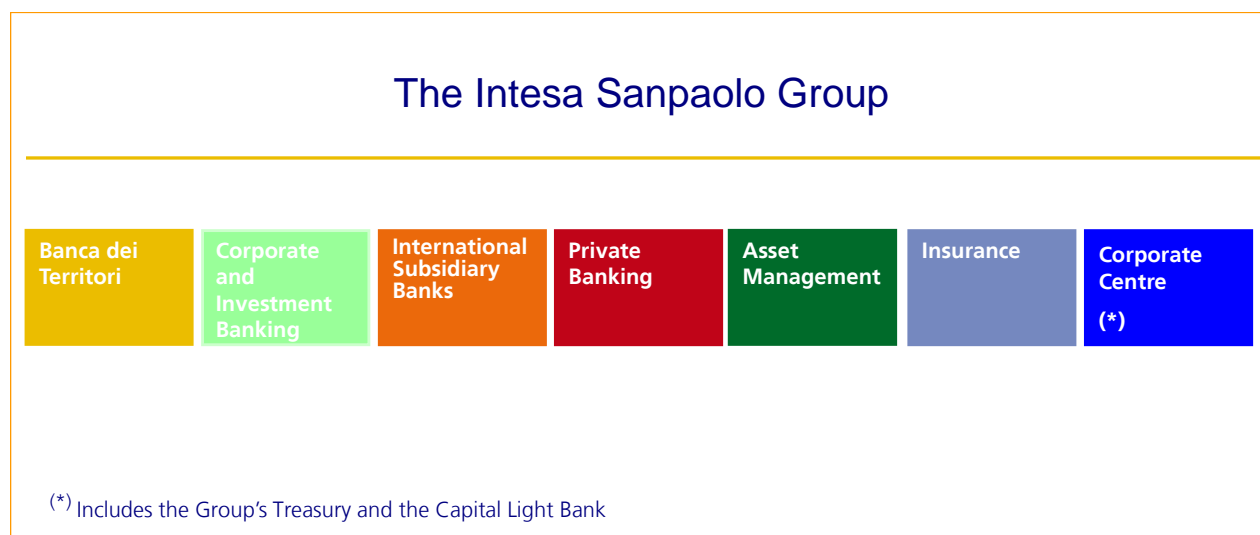 The Intesa Sanpaolo Group
Banca dei
Territori
Corporate
and
Investment
Banking
International
Subsidiary
Banks
Private
Banking
Asset
Management
Insurance
Corporate
Centre
(*)
(*) Includes the Group’s Treasury and the Capital Light Bank